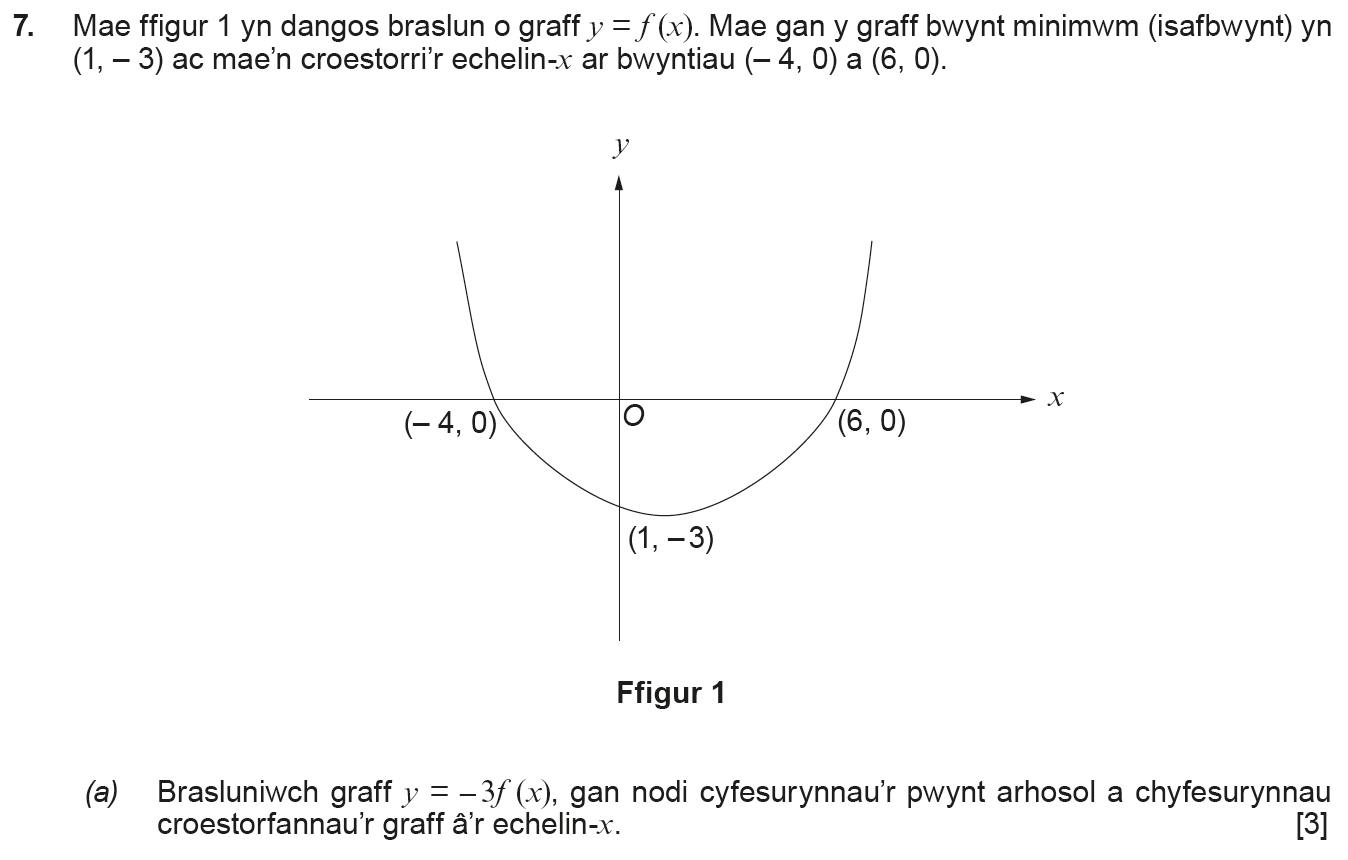 7. Mae ffigur 1 yn dangos braslun o graff y = f (x). Mae gan y graff bwynt minimwm (isafbwynt) yn
(1, – 3) ac mae'n croestorri'r echelin-x ar bwyntiau (– 4, 0) a (6, 0).
y
x
(– 4, 0)
O
(6, 0)
(1, – 3)
Ffigur 1
(a) Brasluniwch graff y = – 3f (x), gan nodi cyfesurynnau'r pwynt arhosol a chyfesurynnau
croestorfannau'r graff â'r echelin-x. [3]